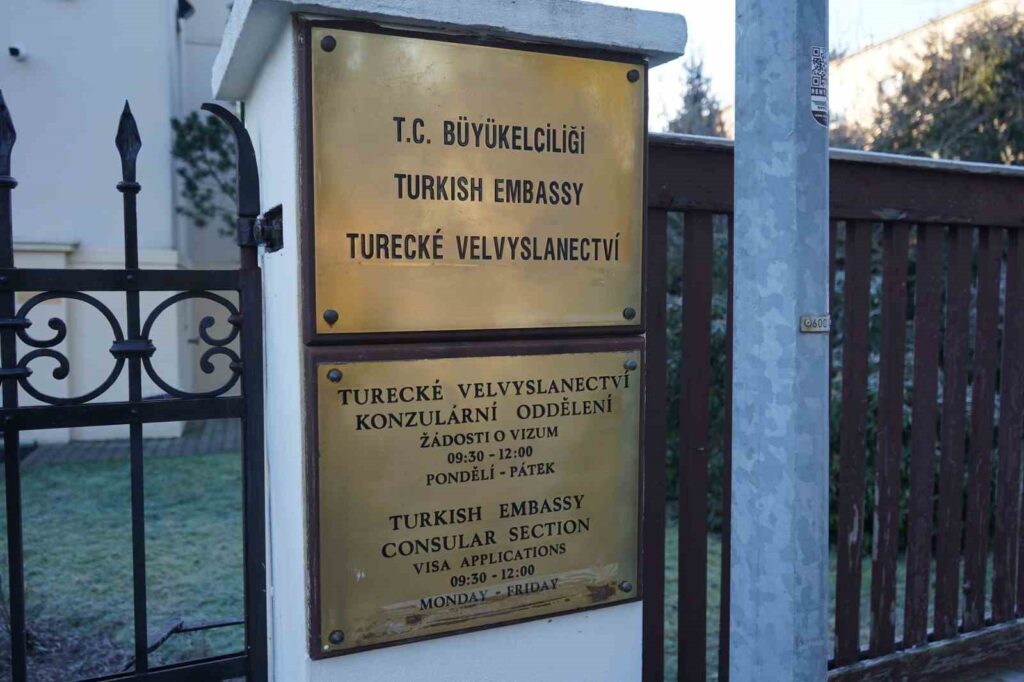 T.C. BÜYÜKELÇİLİĞİ
TURKISH EMBASSY
TURECKÉ VELVYSLANECTVÍ
TURECKÉ VELVYSLANECTVÍ
KONZULÁRNÍ ODDĚLENÍ
ŽÁDOSTI O VIZUM
09:30 - 12:00
PONDĚLÍ - PÁTEK
TURKISH EMBASSY
CONSULAR SECTION
VISA APPLICATIONS
09:30 - 12:00
MONDAY - FRIDAY